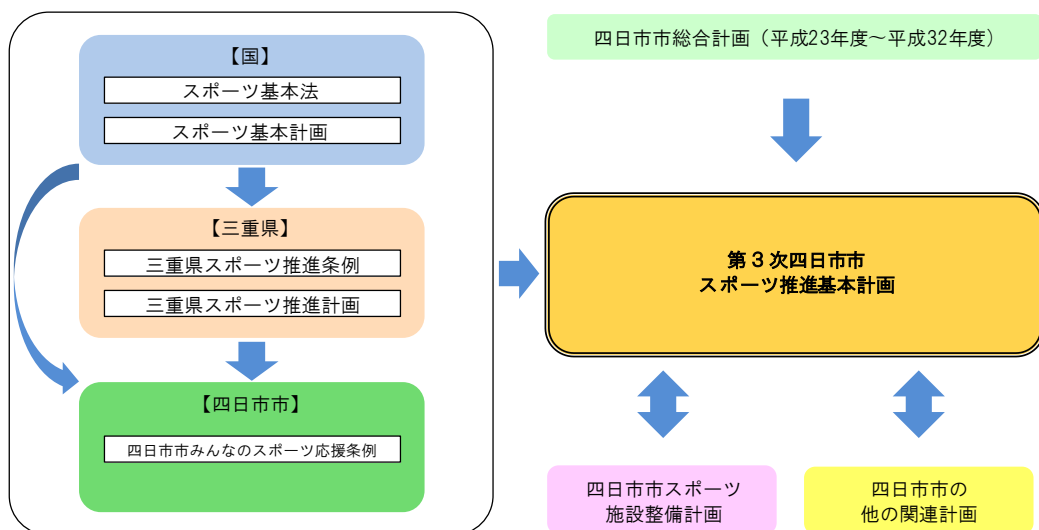 【国】
スポーツ基本法
スポーツ基本計画
【三重県】
三重県スポーツ推進条例
三重県スポーツ推進計画
【四日市市】
四日市市みんなのスポーツ応援条例
四日市市総合計画（平成23年度～平成32年度）
第３次四日市市
スポーツ推進基本計画
四日市市スポーツ
施設整備計画
四日市市の
他の関連計画